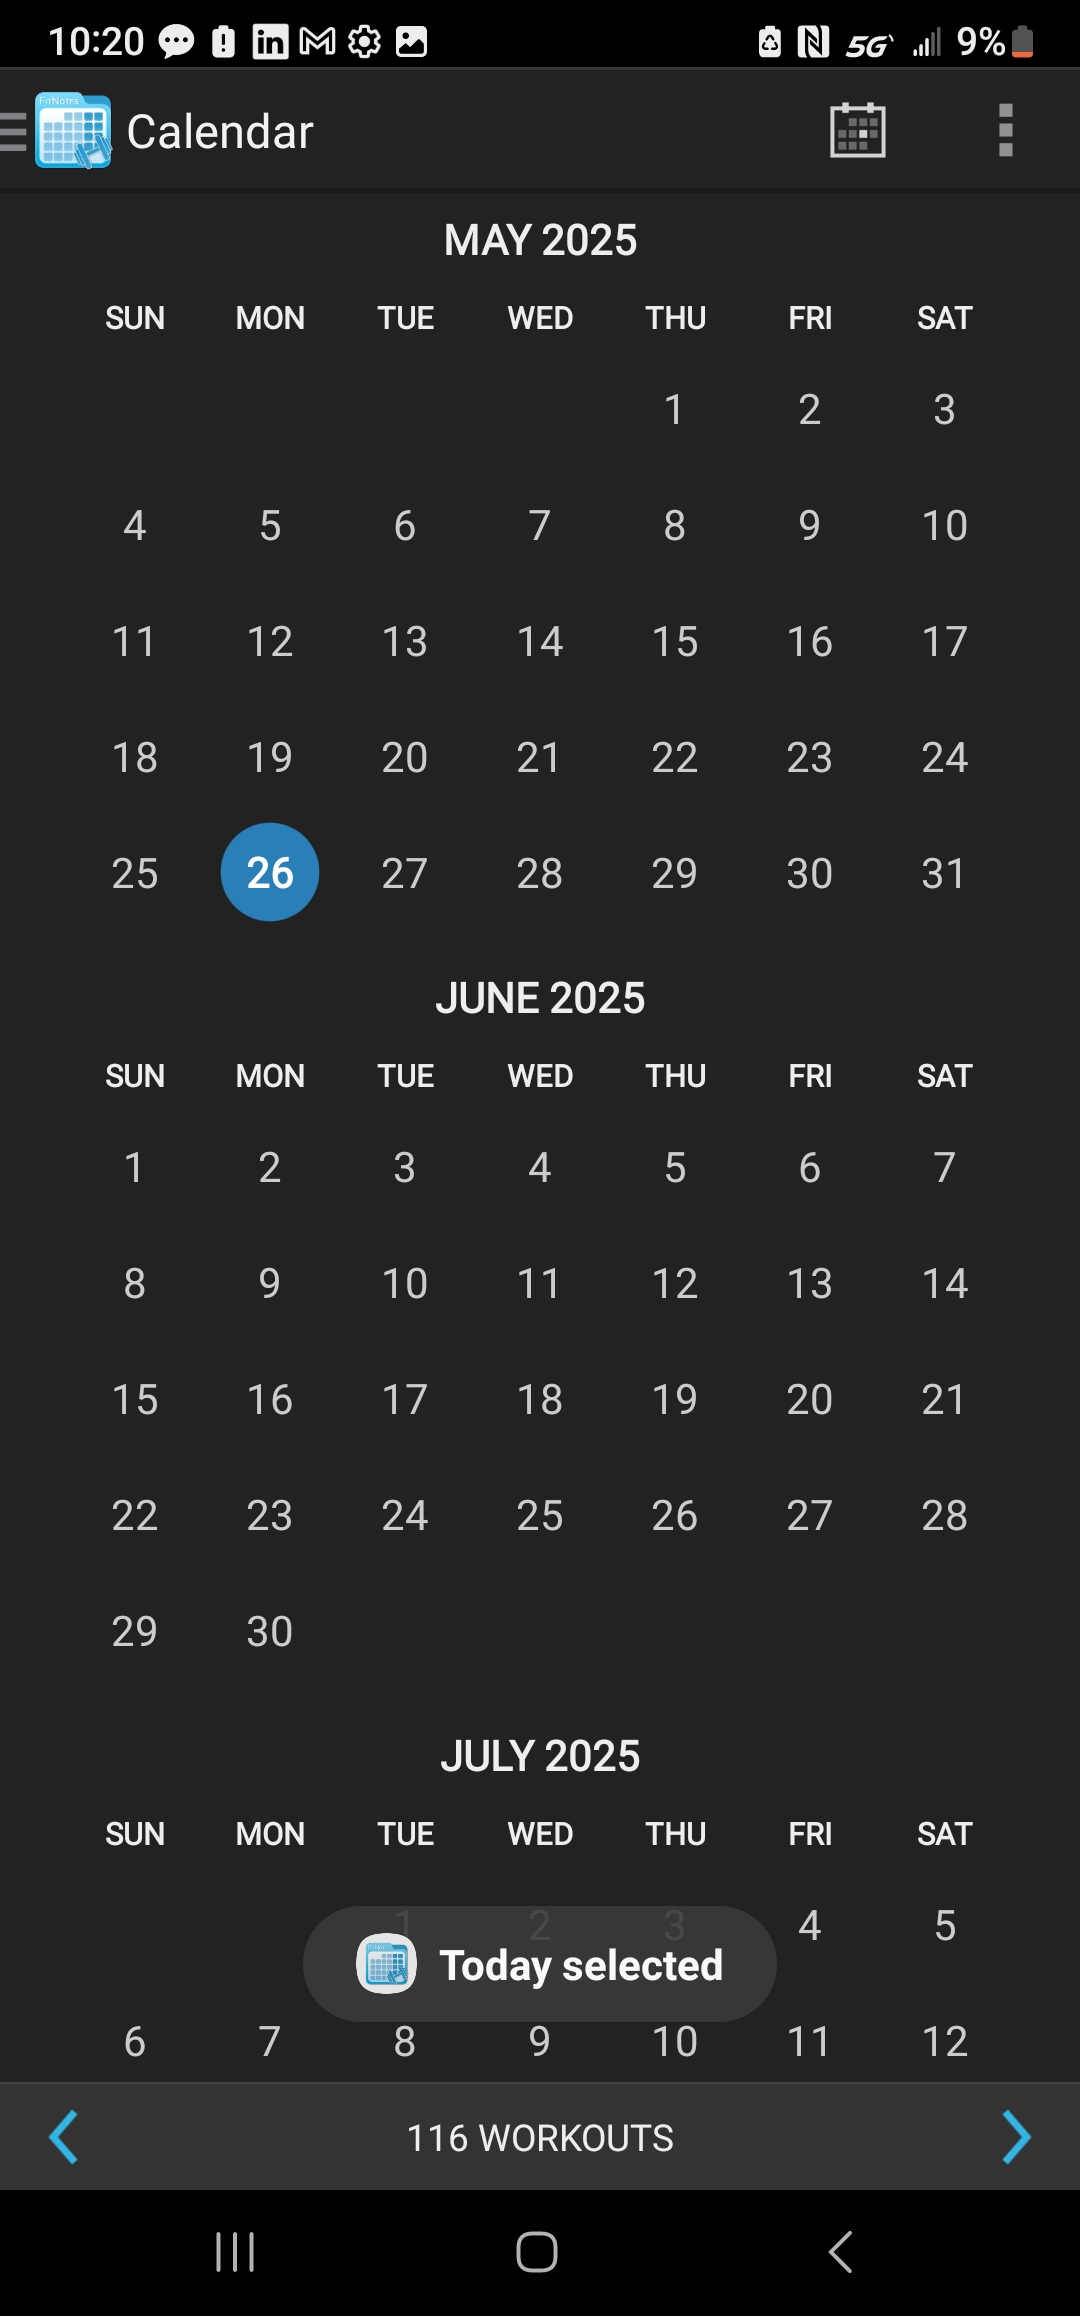 10:20 5G 9%
FitNotes
Calendar
MAY 2025
SUN MON TUE WED THU FRI SAT
1 2 3
4 5 6 7 8 9 10
11 12 13 14 15 16 17
18 19 20 21 22 23 24
25 26 27 28 29 30 31
JUNE 2025
SUN MON TUE WED THU FRI SAT
1 2 3 4 5 6 7
8 9 10 11 12 13 14
15 16 17 18 19 20 21
22 23 24 25 26 27 28
29 30
JULY 2025
SUN MON TUE WED THU FRI SAT
1 2 3 4 5
Today selected
6 7 8 9 10 11 12
116 WORKOUTS